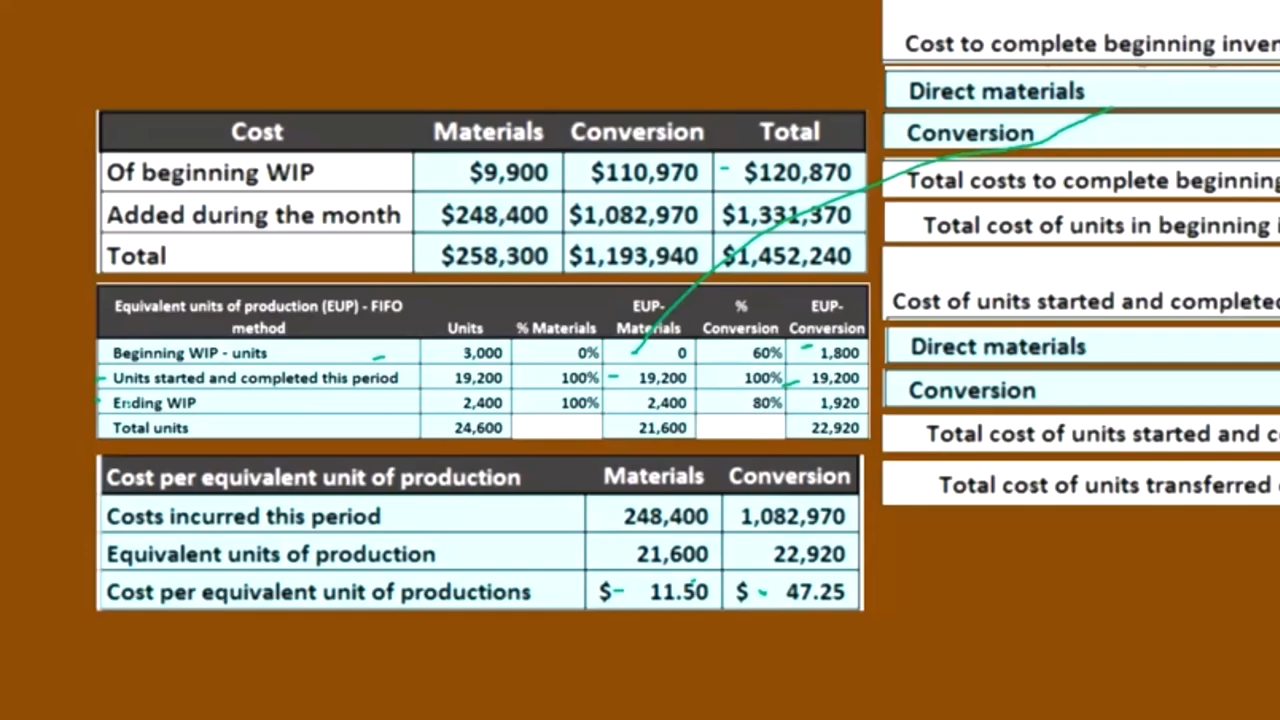 Cost Materials Conversion Total
Of beginning WIP $9,900 $110,970 $120,870
Added during the month $248,400 $1,082,970 $1,331,370
Total $258,300 $1,193,940 $1,452,240
Equivalent units of production (EUP) - FIFO method Units % Materials EUP- Materials % Conversion EUP- Conversion
Beginning WIP - units 3,000 0% 0 60% 1,800
Units started and completed this period 19,200 100% 19,200 100% 19,200
Ending WIP 2,400 100% 2,400 80% 1,920
Total units 24,600 21,600 22,920
Cost per equivalent unit of production Materials Conversion
Costs incurred this period 248,400 1,082,970
Equivalent units of production 21,600 22,920
Cost per equivalent unit of productions $ 11.50 $ 47.25
Cost to complete beginning inven
Direct materials
Conversion
Total costs to complete beginning
Total cost of units in beginning i
Cost of units started and completed
Direct materials
Conversion
Total cost of units started and c
Total cost of units transferred